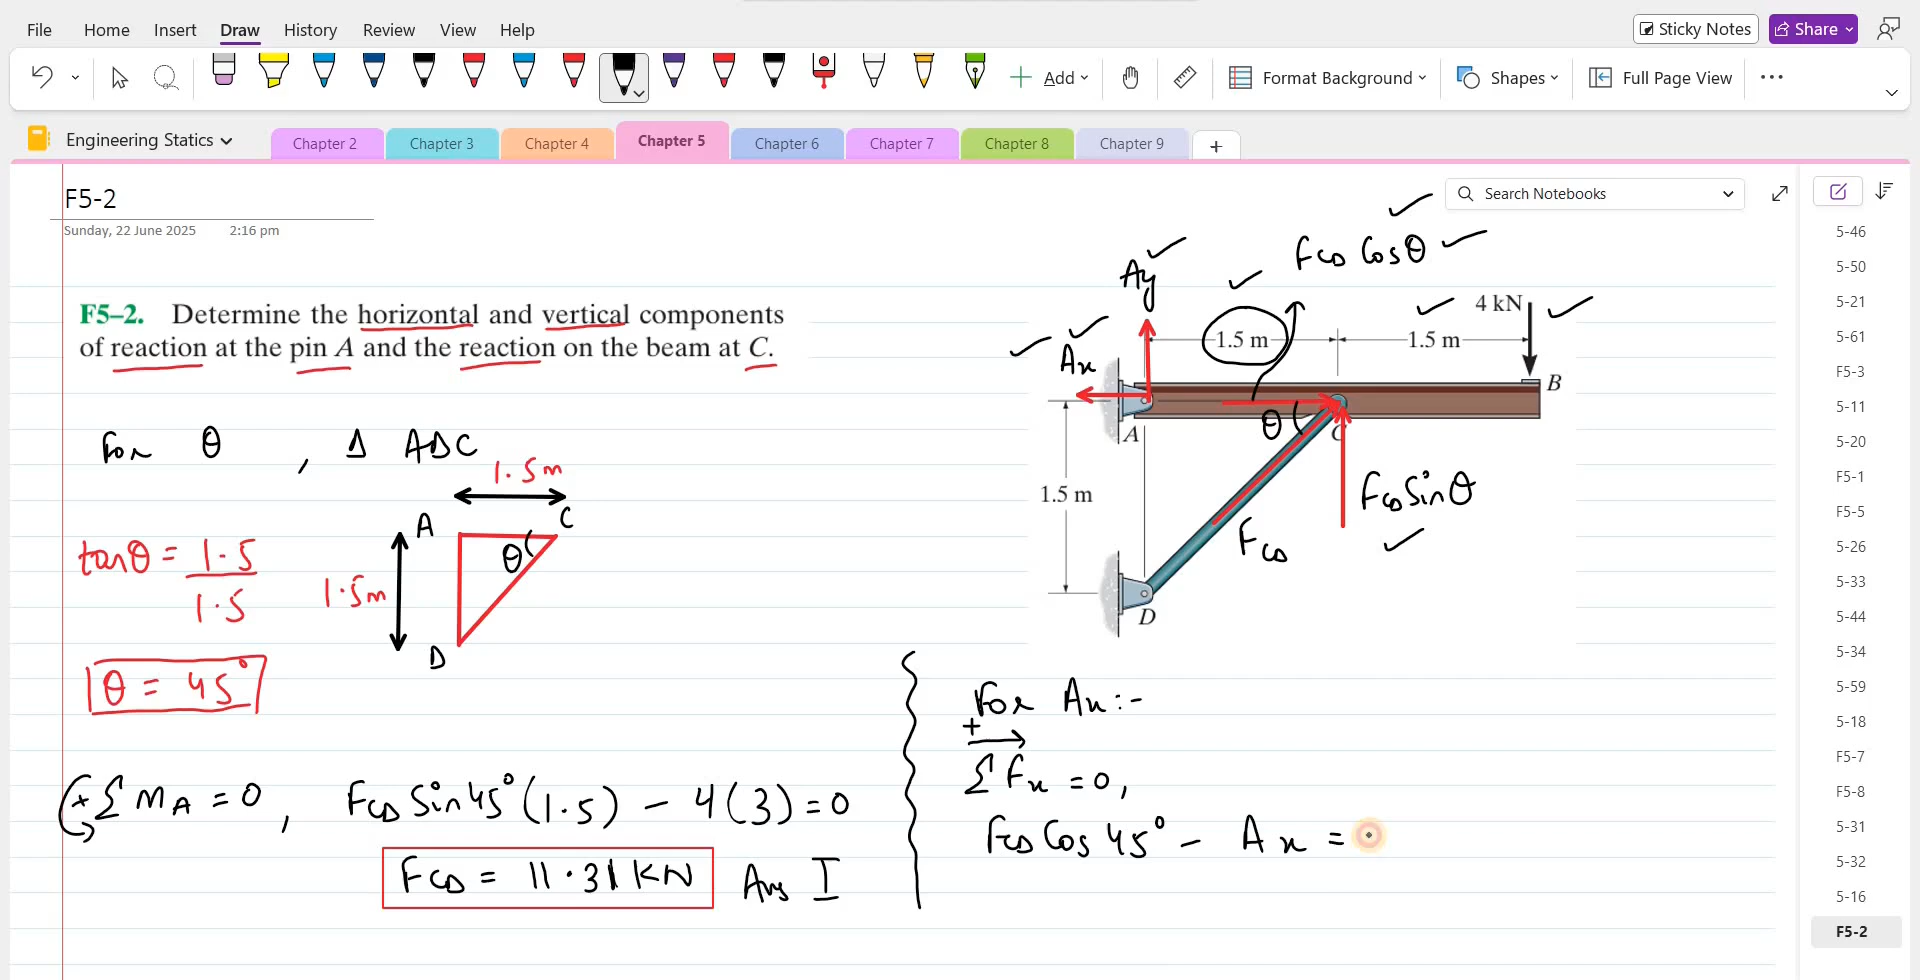 File Home Insert Draw History Review View Help
Sticky Notes Share
Add Format Background Shapes Full Page View
Engineering Statics Chapter 2 Chapter 3 Chapter 4 Chapter 5 Chapter 6 Chapter 7 Chapter 8 Chapter 9 +
F5-2
Search Notebooks
Sunday, 22 June 2025 2:16 pm
F5–2. Determine the horizontal and vertical components
of reaction at the pin A and the reaction on the beam at C.
For θ , Δ ADC
1.5m
A
C
θ
1.5m
D
tanθ = 1.5
1.5
θ = 45°
+ΣMA = 0 , FCD Sin45° (1.5) - 4(3) = 0
FCD = 11.31 KN Ans I
FCD Cosθ
Ay
4 kN
1.5 m
1.5 m
Ax
B
A
θ
C
1.5 m
FCD Sinθ
FCD
D
For Ax :-
+
ΣFx = 0,
FCD Cos 45° - Ax =
5-46
5-50
5-21
5-61
F5-3
5-11
5-20
F5-1
F5-5
5-26
5-33
5-44
5-34
5-59
5-18
F5-7
F5-8
5-31
5-32
5-16
F5-2